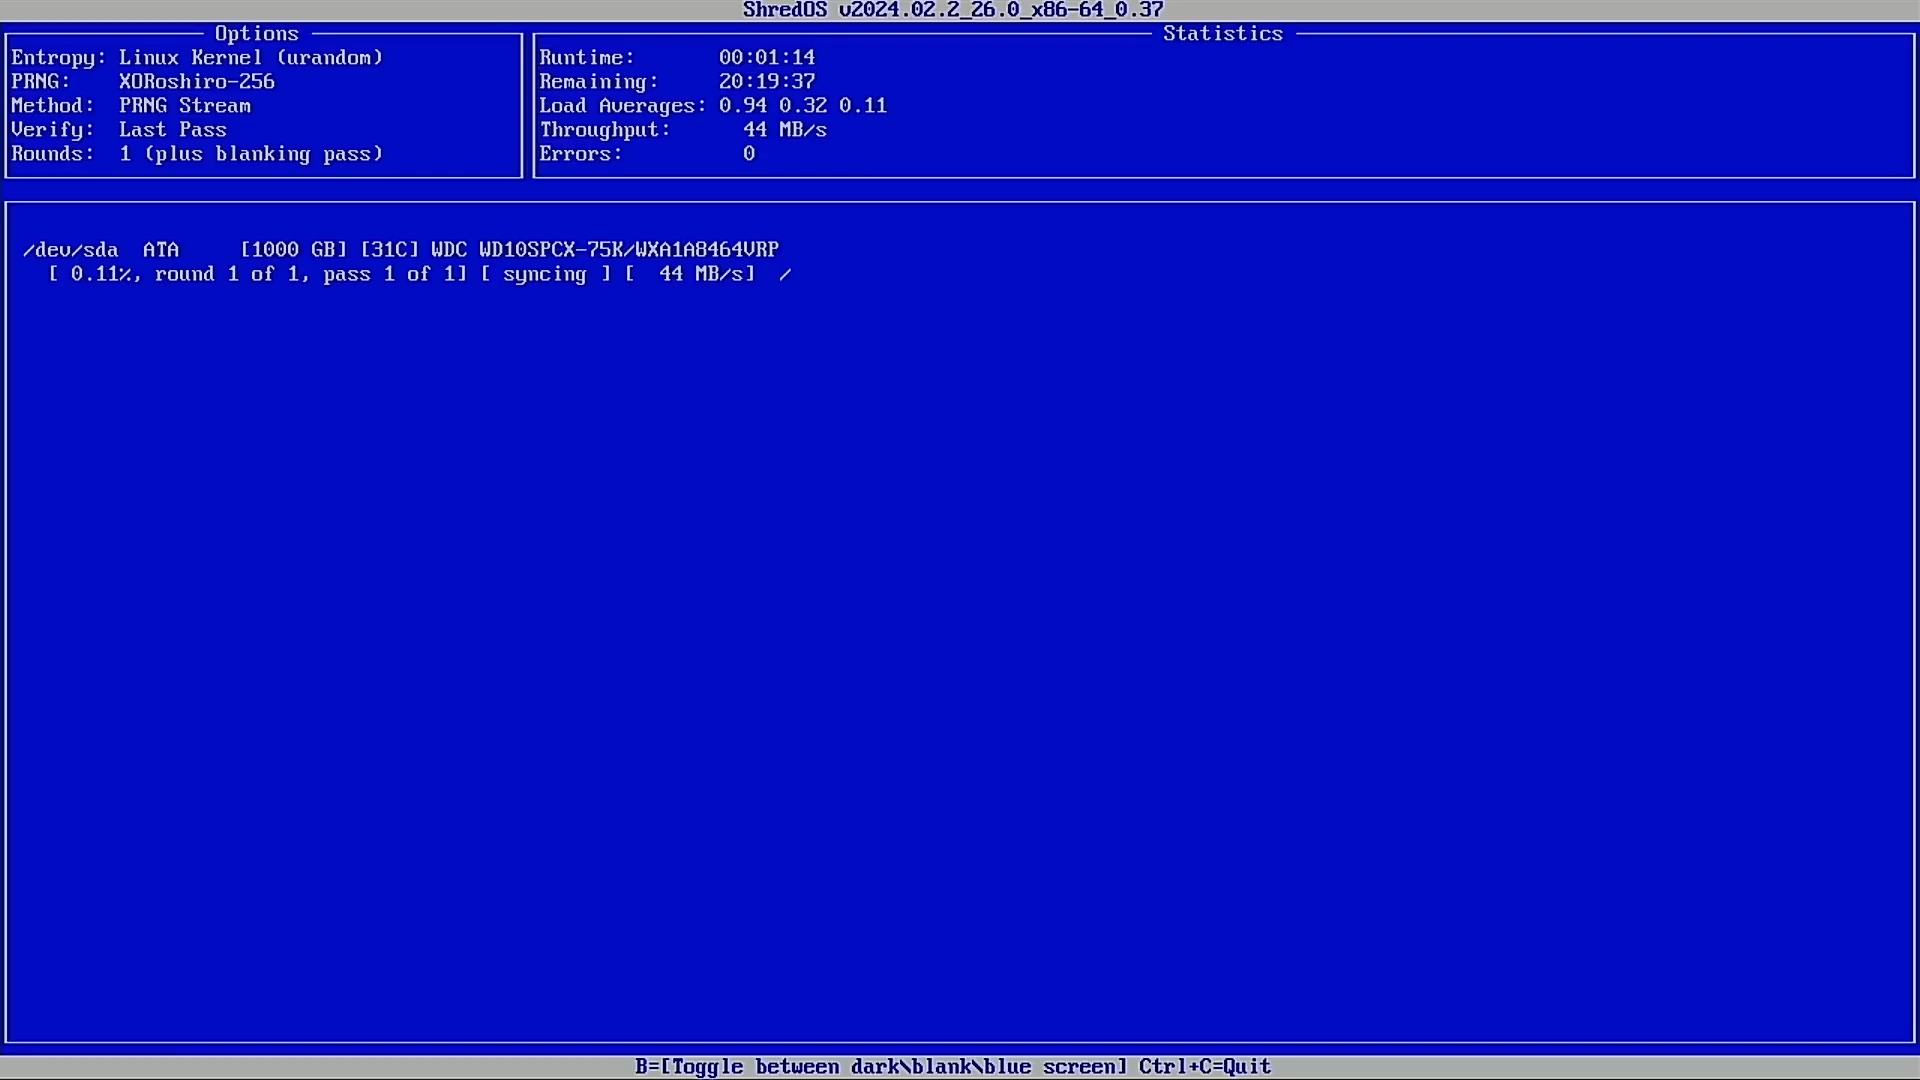 ShredOS v2024.02.2_26.0_x86-64_0.37
Options
Entropy: Linux Kernel (urandom)
PRNG: XORoshiro-256
Method: PRNG Stream
Verify: Last Pass
Rounds: 1 (plus blanking pass)
Statistics
Runtime: 00:01:14
Remaining: 20:19:37
Load Averages: 0.94 0.32 0.11
Throughput: 44 MB/s
Errors: 0
/dev/sda ATA [1000 GB] [31C] WDC WD10SPCX-75K/WXA1A8464VRP
[ 0.11%, round 1 of 1, pass 1 of 1] [ syncing ] [ 44 MB/s] /
B=[Toggle between dark\blank\blue screen] Ctrl+C=Quit